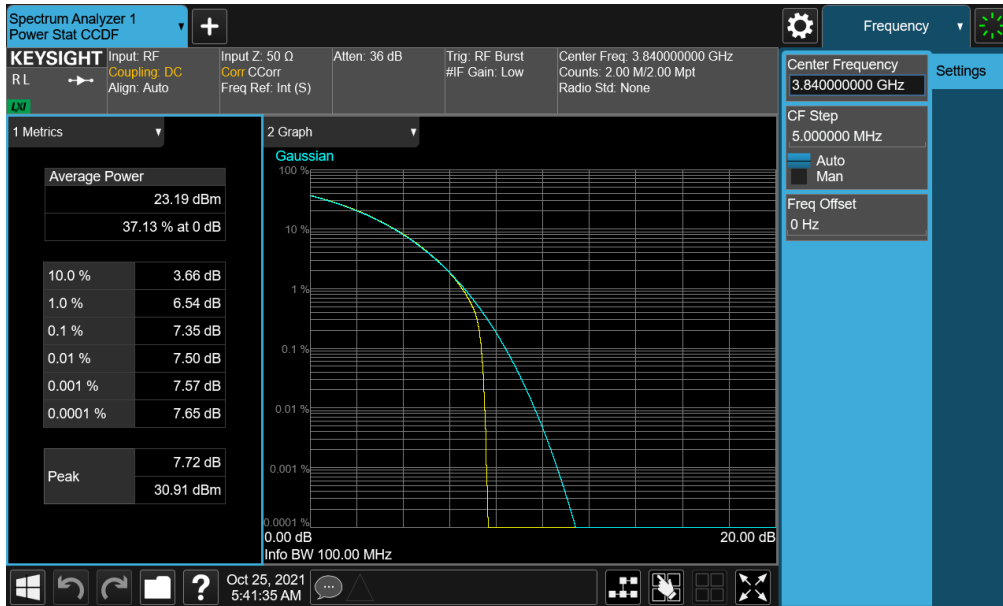 Spectrum Analyzer 1
Power Stat CCDF
Frequency
KEYSIGHT
R L
LXI
Input: RF
Coupling: DC
Align: Auto
Input Z: 50 Ω
Corr CCorr
Freq Ref: Int (S)
Atten: 36 dB
Trig: RF Burst
#IF Gain: Low
Center Freq: 3.840000000 GHz
Counts: 2.00 M/2.00 Mpt
Radio Std: None
Center Frequency
3.840000000 GHz
Settings
CF Step
5.000000 MHz
Auto
Man
Freq Offset
0 Hz
1 Metrics
Average Power
23.19 dBm
37.13 % at 0 dB
10.0 % 3.66 dB
1.0 % 6.54 dB
0.1 % 7.35 dB
0.01 % 7.50 dB
0.001 % 7.57 dB
0.0001 % 7.65 dB
Peak
7.72 dB
30.91 dBm
2 Graph
Gaussian
100 %
10 %
1 %
0.1 %
0.01 %
0.001 %
0.0001 %
0.00 dB 20.00 dB
Info BW 100.00 MHz
?
Oct 25, 2021
5:41:35 AM